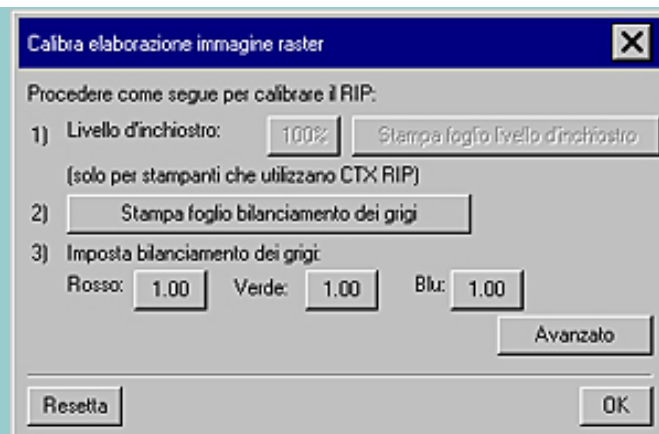 Calibra elaborazione immagine raster
Procedere come segue per calibrare il RIP:
1) Livello d'inchiostro: 100% Stampa foglio livello d'inchiostro
(solo per stampanti che utilizzano CTX RIP)
2) Stampa foglio bilanciamento dei grigi
3) Imposta bilanciamento dei grigi:
Rosso: 1.00 Verde: 1.00 Blu: 1.00
Avanzato
Resetta OK